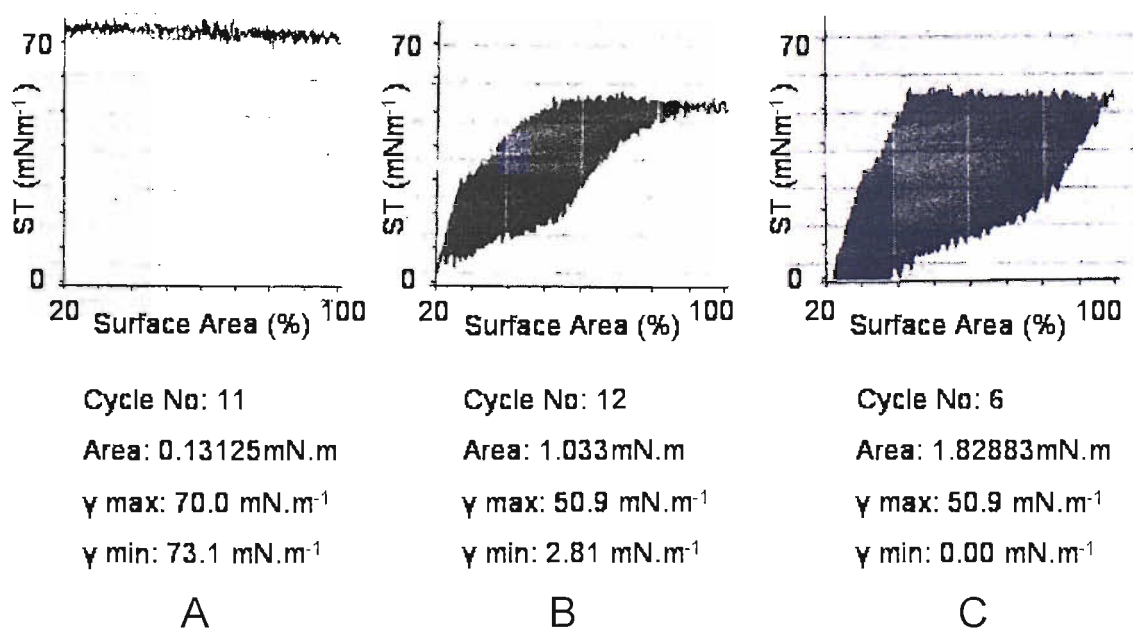 70
ST (mNm⁻¹)
0
20 Surface Area (%) 100
Cycle No: 11
Area: 0.13125mN.m
γ max: 70.0 mN.m⁻¹
γ min: 73.1 mN.m⁻¹
A
70
ST (mNm⁻¹)
0
20 Surface Area (%) 100
Cycle No: 12
Area: 1.033mN.m
γ max: 50.9 mN.m⁻¹
γ min: 2.81 mN.m⁻¹
B
70
ST (mNm⁻¹)
0
20 Surface Area (%) 100
Cycle No: 6
Area: 1.82883mN.m
γ max: 50.9 mN.m⁻¹
γ min: 0.00 mN.m⁻¹
C